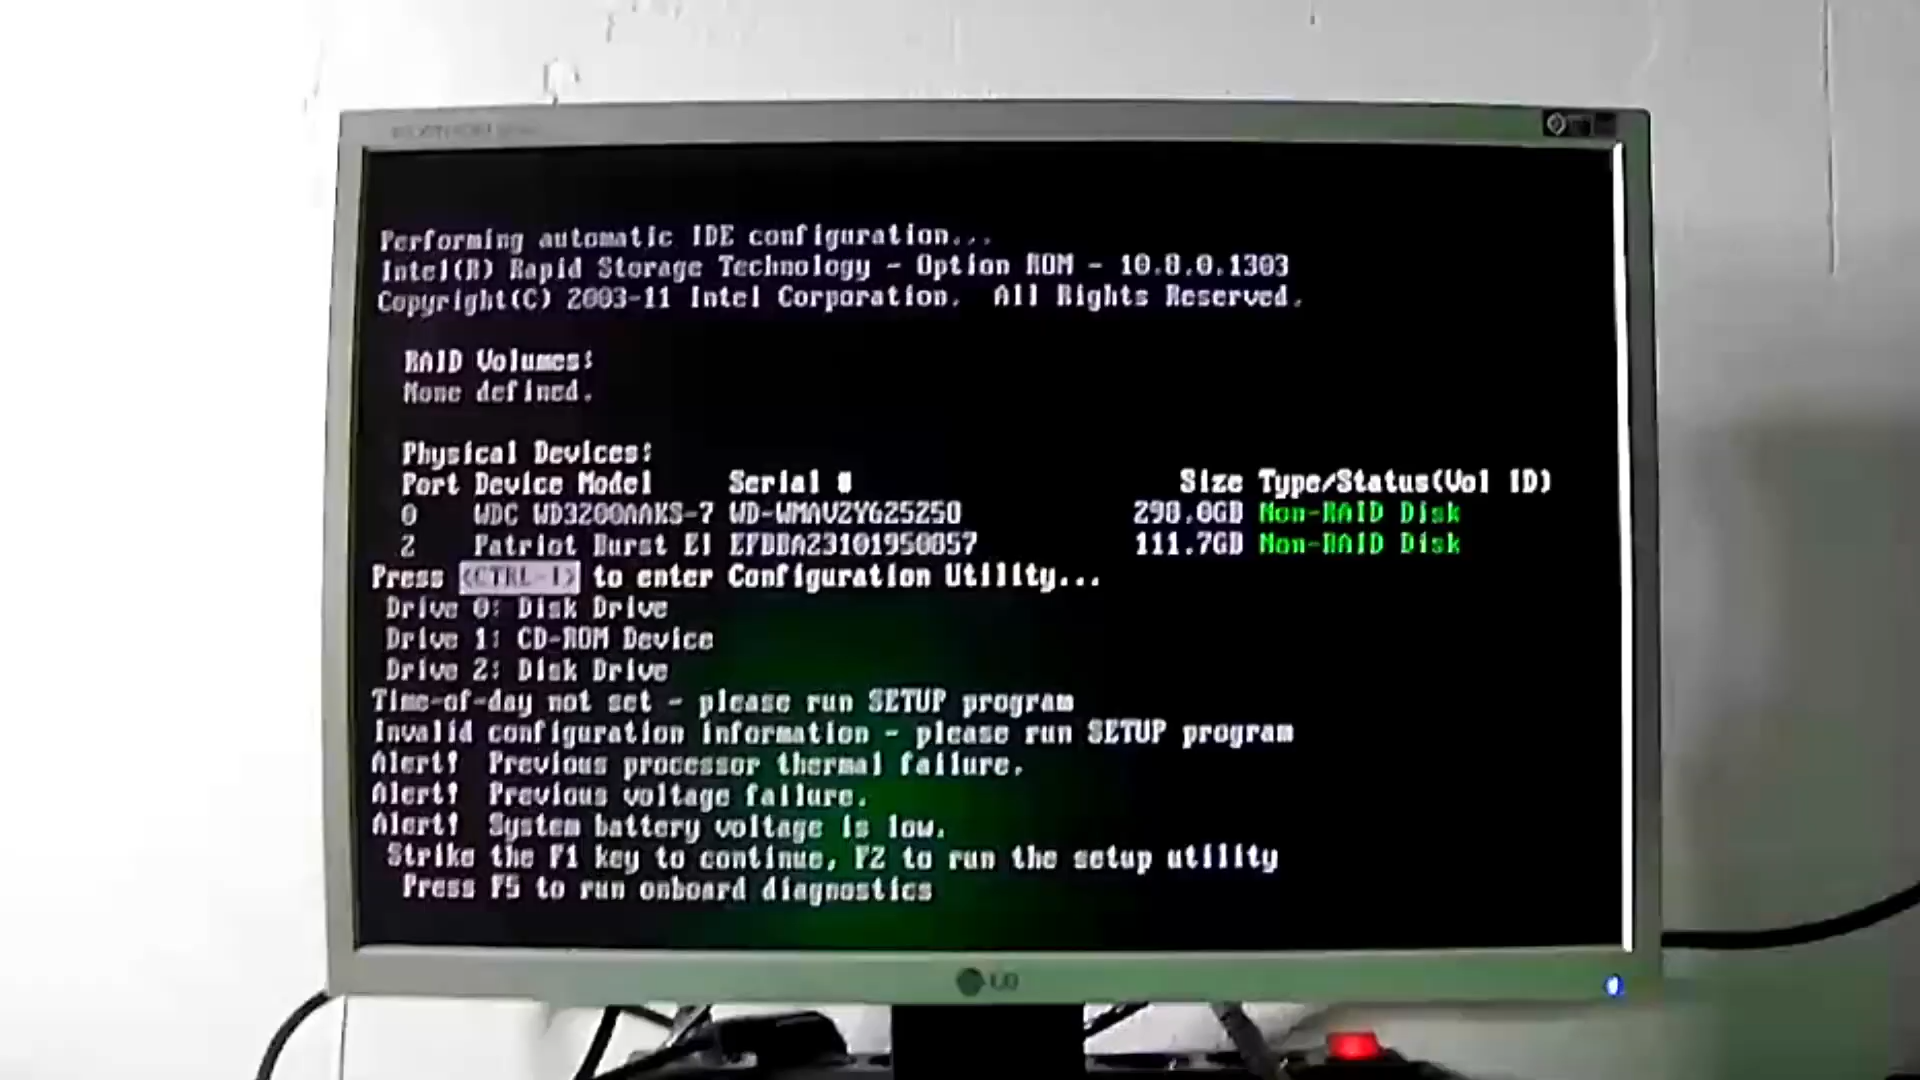 Performing automatic IDE configuration...
Intel(R) Rapid Storage Technology - Option ROM - 10.8.0.1303
Copyright(C) 2003-11 Intel Corporation.  All Rights Reserved.
RAID Volumes:
None defined.
Physical Devices:
Port Device Model Serial # Size Type/Status(Vol ID)
0 WDC WD3200AAKS-7 WD-WMAV2Y625250 298.0GB Non-RAID Disk
2 Patriot Burst El EFDBA23101950857 111.7GB Non-RAID Disk
Press <CTRL-I> to enter Configuration Utility...
Drive 0: Disk Drive
Drive 1: CD-ROM Device
Drive 2: Disk Drive
Time-of-day not set - please run SETUP program
Invalid configuration information - please run SETUP program
Alert! Previous processor thermal failure.
Alert! Previous voltage failure.
Alert! System battery voltage is low.
Strike the F1 key to continue, F2 to run the setup utility
Press F5 to run onboard diagnostics
LG